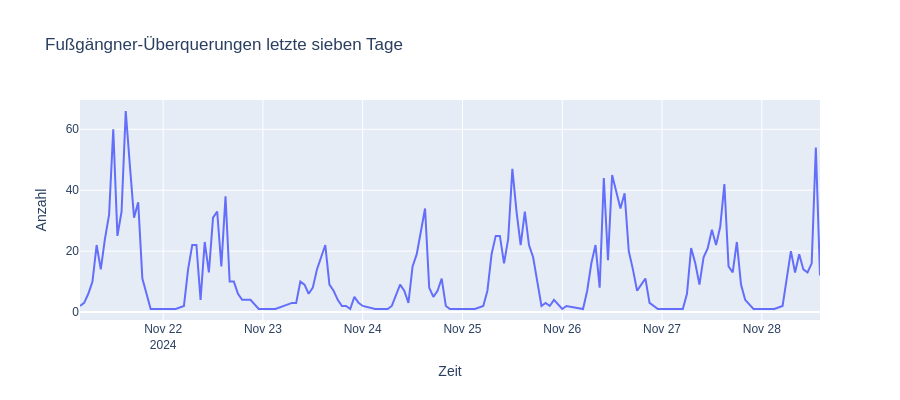 Fußgängner-Überquerungen letzte sieben Tage
60
40
20
0
Anzahl
Nov 22
2024
Nov 23
Nov 24
Nov 25
Nov 26
Nov 27
Nov 28
Zeit